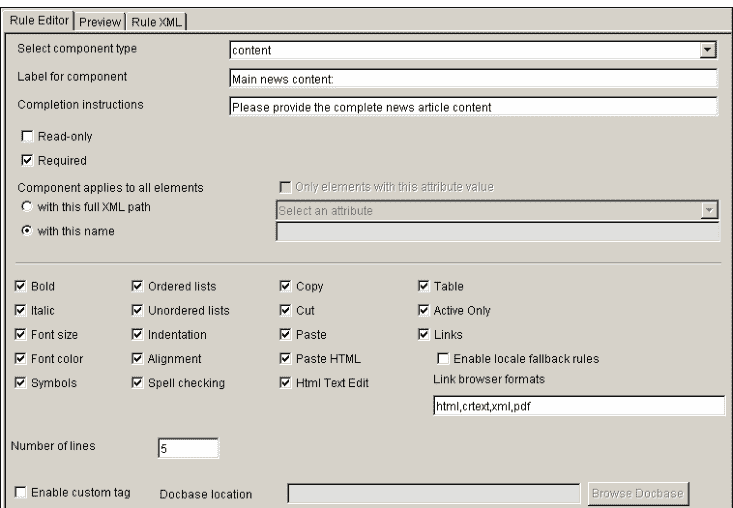 Rule Editor Preview Rule XML
Select component type content
Label for component Main news content:
Completion instructions Please provide the complete news article content
Read-only
Required
Component applies to all elements Only elements with this attribute value
with this full XML path Select an attribute
with this name
Bold Ordered lists Copy Table
Italic Unordered lists Cut Active Only
Font size Indentation Paste Links
Font color Alignment Paste HTML Enable locale fallback rules
Symbols Spell checking Html Text Edit Link browser formats
html,crtext,xml,pdf
Number of lines 5
Enable custom tag Docbase location Browse Docbase